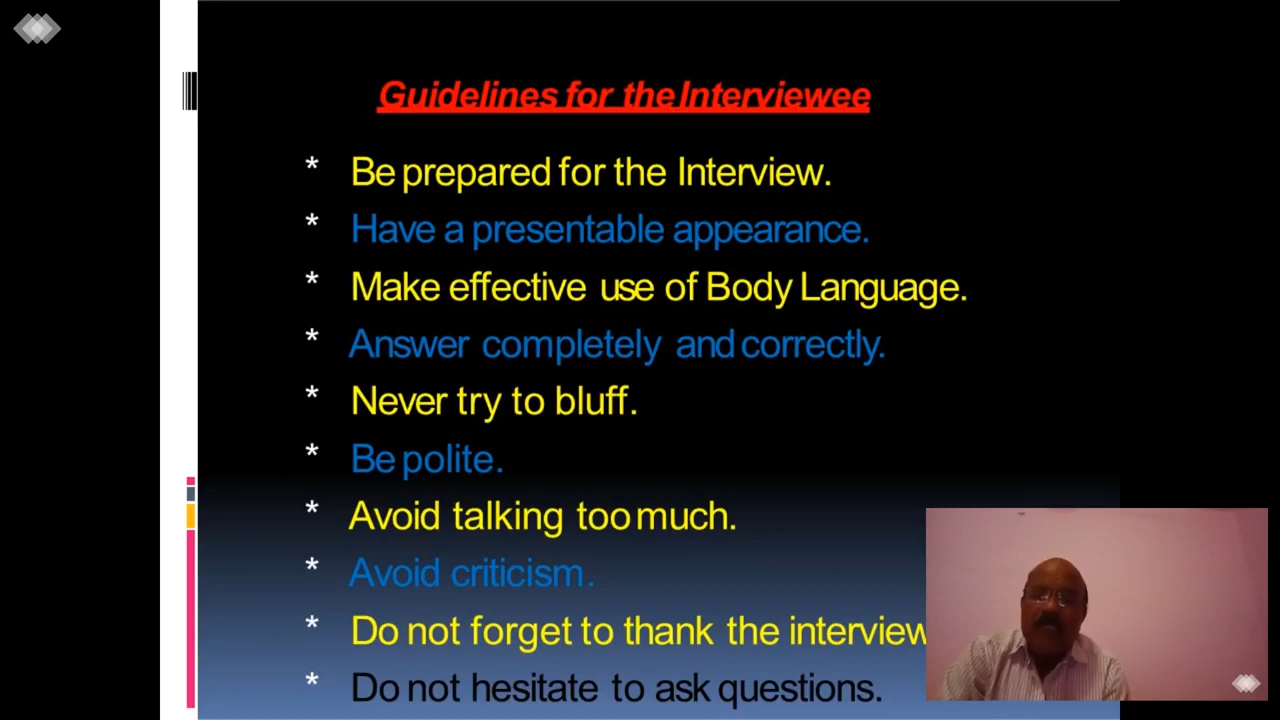 Guidelines for the Interviewee
* Be prepared for the Interview.
* Have a presentable appearance.
* Make effective use of Body Language.
* Answer completely and correctly.
* Never try to bluff.
* Be polite.
* Avoid talking too much.
* Avoid criticism.
* Do not forget to thank the interview
* Do not hesitate to ask questions.